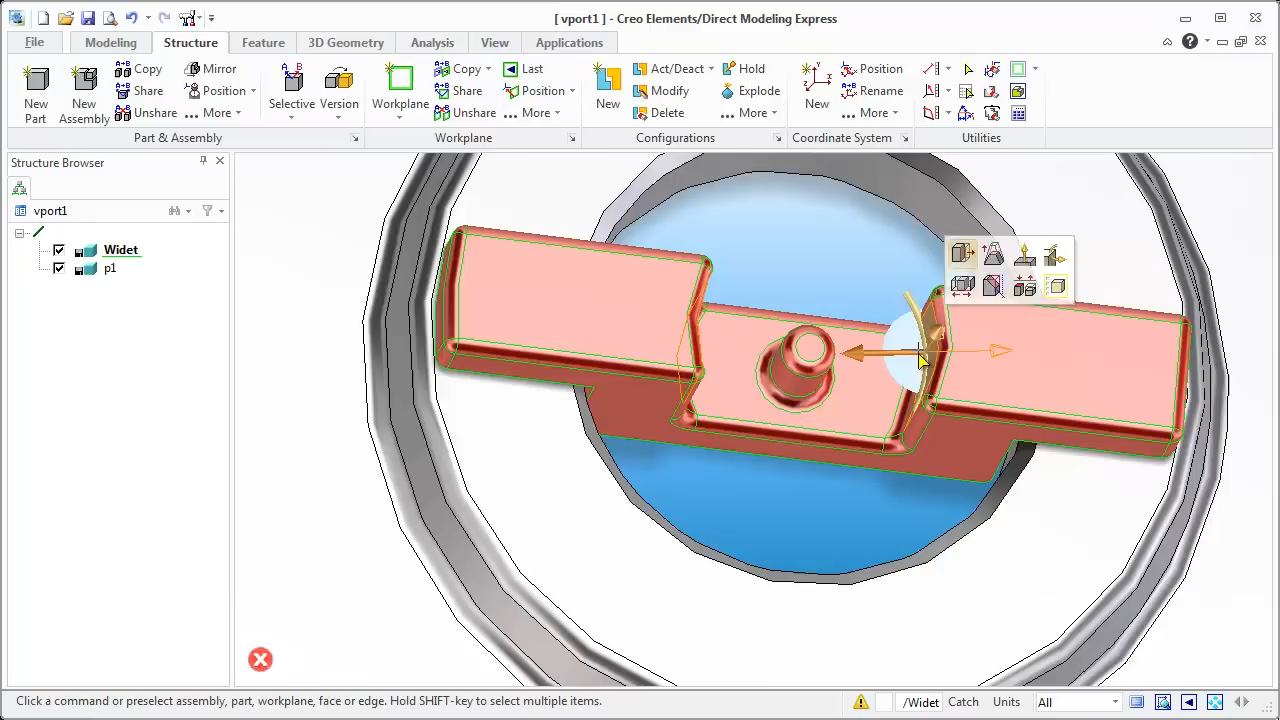 [ vport1 ] - Creo Elements/Direct Modeling Express
File Modeling Structure Feature 3D Geometry Analysis View Applications
Copy Mirror Copy Last Act/Deact Hold Position
Share Position Share Position Modify Explode Rename
New Part New Assembly Selective Version Workplane New New
Unshare ... More Unshare ... More Delete ... More ... More
Part & Assembly Workplane Configurations Coordinate System Utilities
Structure Browser
vport1
Widet
p1
Click a command or preselect assembly, part, workplane, face or edge. Hold SHIFT-key to select multiple items. /Widet Catch Units All